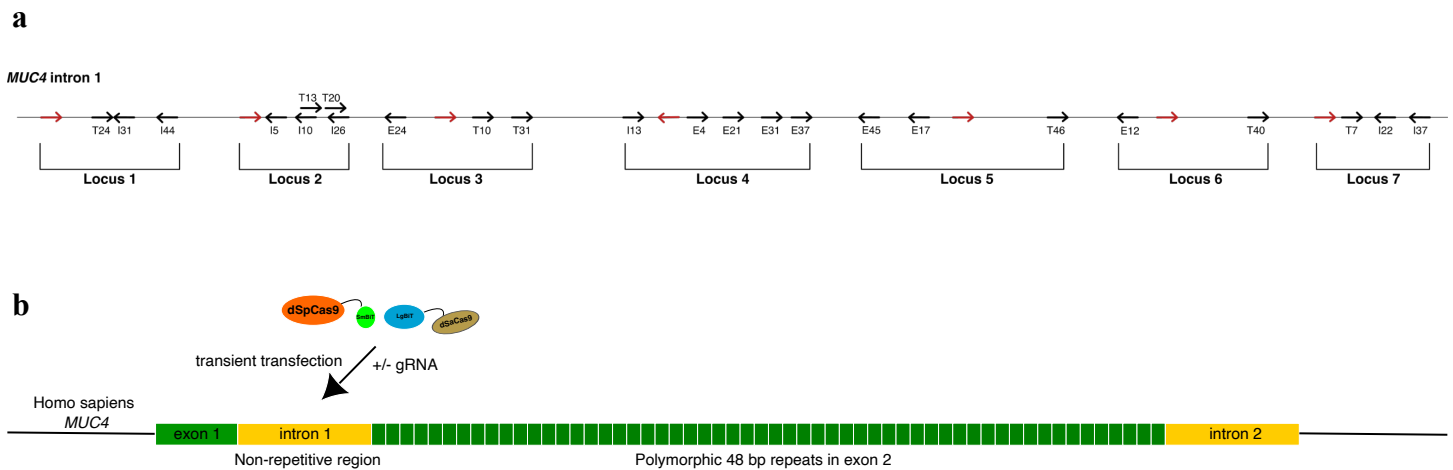 a
MUC4 intron 1
T13 T20
T24 I31 I44 I5 I10 I26 E24 T10 T31 I13 E4 E21 E31 E37 E45 E17 T46 E12 T40 T7 I22 I37
Locus 1 Locus 2 Locus 3 Locus 4 Locus 5 Locus 6 Locus 7
b
dSpCas9 SmBiT LgBiT dSaCas9
transient transfection +/- gRNA
Homo sapiens
MUC4
exon 1 intron 1 intron 2
Non-repetitive region Polymorphic 48 bp repeats in exon 2